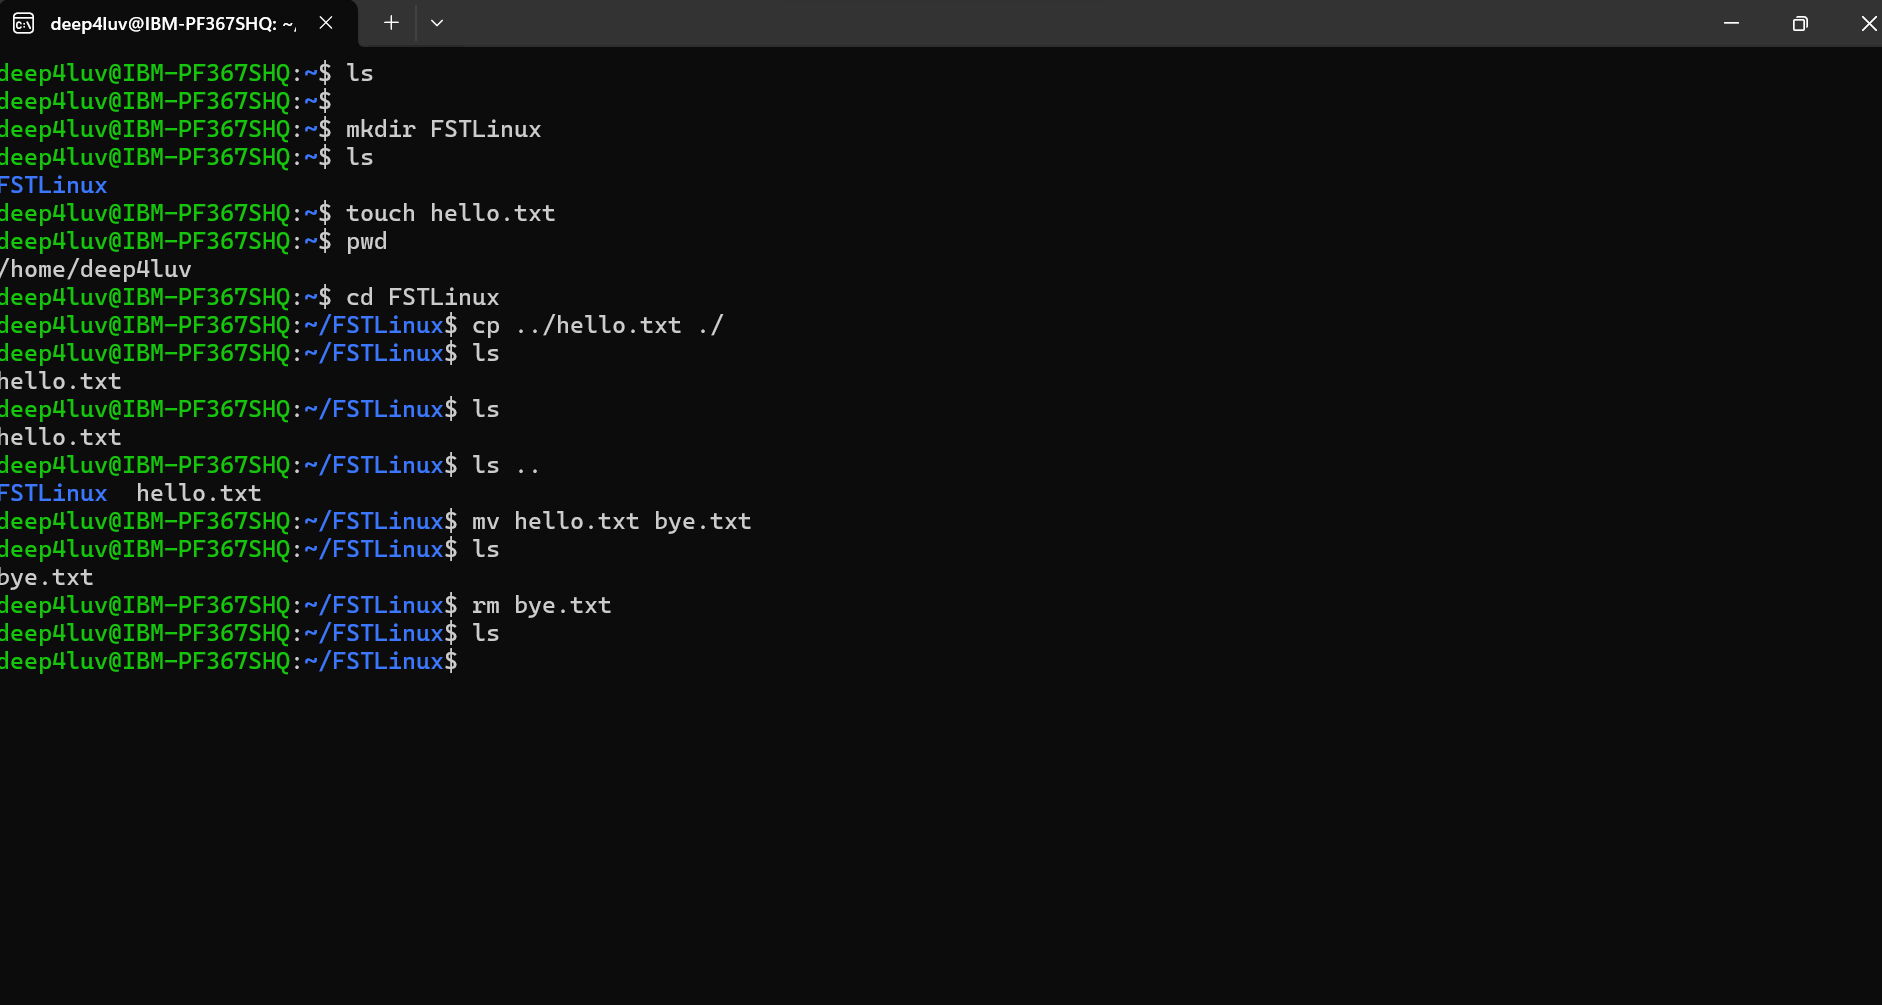 deep4luv@IBM-PF367SHQ: ~/
deep4luv@IBM-PF367SHQ:~$ ls
deep4luv@IBM-PF367SHQ:~$
deep4luv@IBM-PF367SHQ:~$ mkdir FSTLinux
deep4luv@IBM-PF367SHQ:~$ ls
FSTLinux
deep4luv@IBM-PF367SHQ:~$ touch hello.txt
deep4luv@IBM-PF367SHQ:~$ pwd
/home/deep4luv
deep4luv@IBM-PF367SHQ:~$ cd FSTLinux
deep4luv@IBM-PF367SHQ:~/FSTLinux$ cp ../hello.txt ./
deep4luv@IBM-PF367SHQ:~/FSTLinux$ ls
hello.txt
deep4luv@IBM-PF367SHQ:~/FSTLinux$ ls
hello.txt
deep4luv@IBM-PF367SHQ:~/FSTLinux$ ls ..
FSTLinux  hello.txt
deep4luv@IBM-PF367SHQ:~/FSTLinux$ mv hello.txt bye.txt
deep4luv@IBM-PF367SHQ:~/FSTLinux$ ls
bye.txt
deep4luv@IBM-PF367SHQ:~/FSTLinux$ rm bye.txt
deep4luv@IBM-PF367SHQ:~/FSTLinux$ ls
deep4luv@IBM-PF367SHQ:~/FSTLinux$